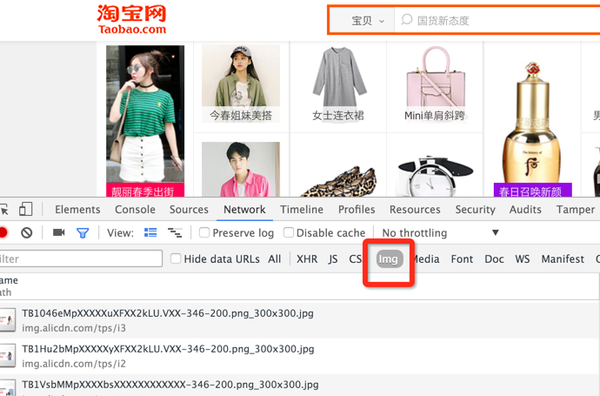 淘宝网
Taobao.com
宝贝
国货新态度
今春姐妹美搭
女士连衣裙
Mini单肩斜跨
男
靓丽春季出街
The history of
后
春日召唤新颜
Elements Console Sources Network Timeline Profiles Resources Security Audits Tamper
View: Preserve log Disable cache No throttling
ilter Hide data URLs All XHR JS CS Img Media Font Doc WS Manifest
ame
ath
TB1046eMpXXXXXuXFXX2kLU.VXX-346-200.png_300x300.jpg
img.alicdn.com/tps/i3
TB1Hu2bMpXXXXXyXFXX2kLU.VXX-346-200.png_300x300.jpg
img.alicdn.com/tps/i2
TB1VsbMMpXXXXbsXXXXXXXXXXXX-346-200.png_300x300.jpg